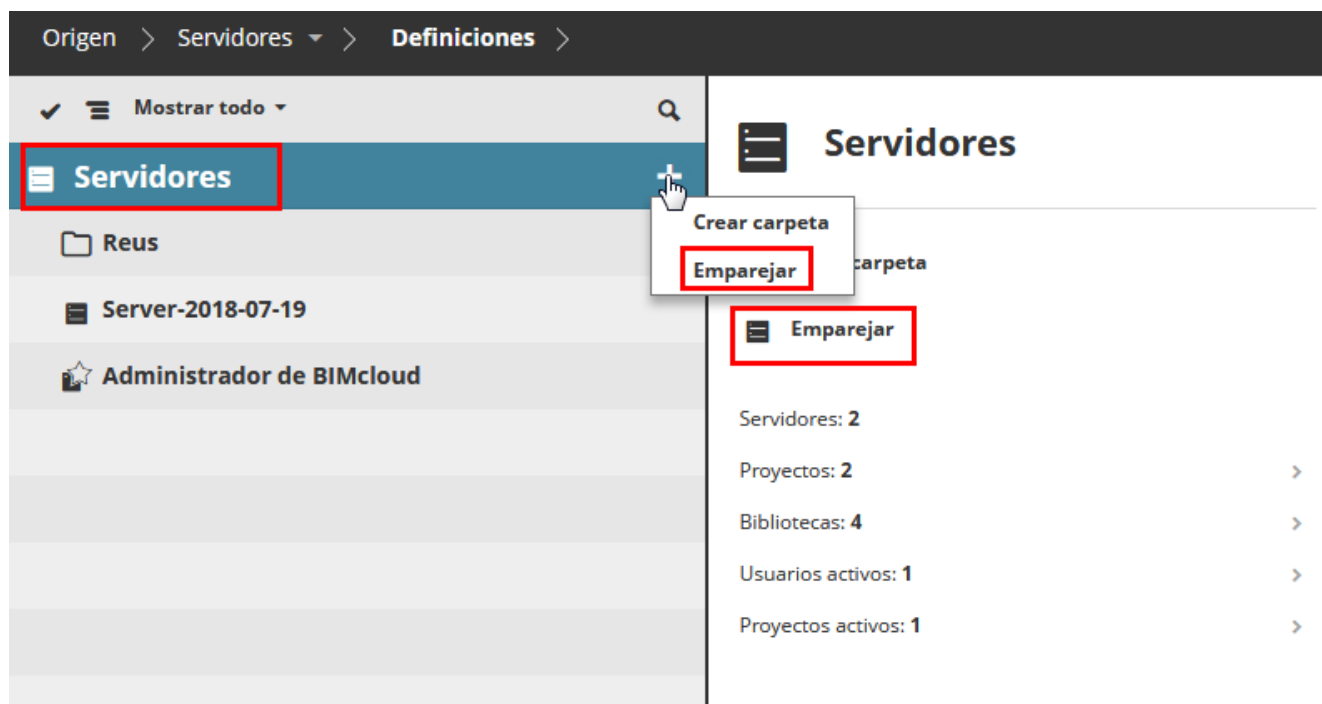 Origen > Servidores > Definiciones >
Mostrar todo
Servidores
Reus
Server-2018-07-19
Administrador de BIMcloud
Crear carpeta
Emparejar
Servidores
carpeta
Emparejar
Servidores: 2
Proyectos: 2
Bibliotecas: 4
Usuarios activos: 1
Proyectos activos: 1